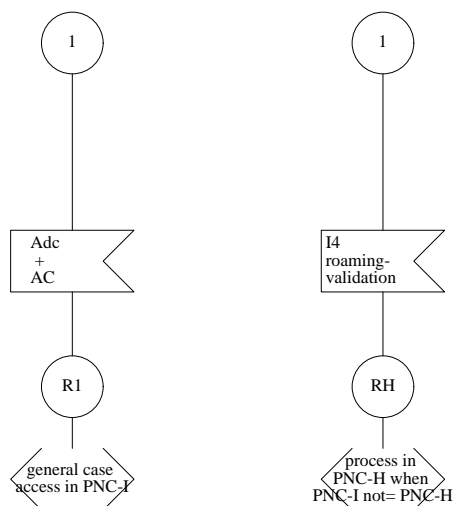 1
Adc
+
AC
R1
general case
access in PNC-I
1
I4
roaming-
validation
RH
process in
PNC-H when
PNC-I not= PNC-H